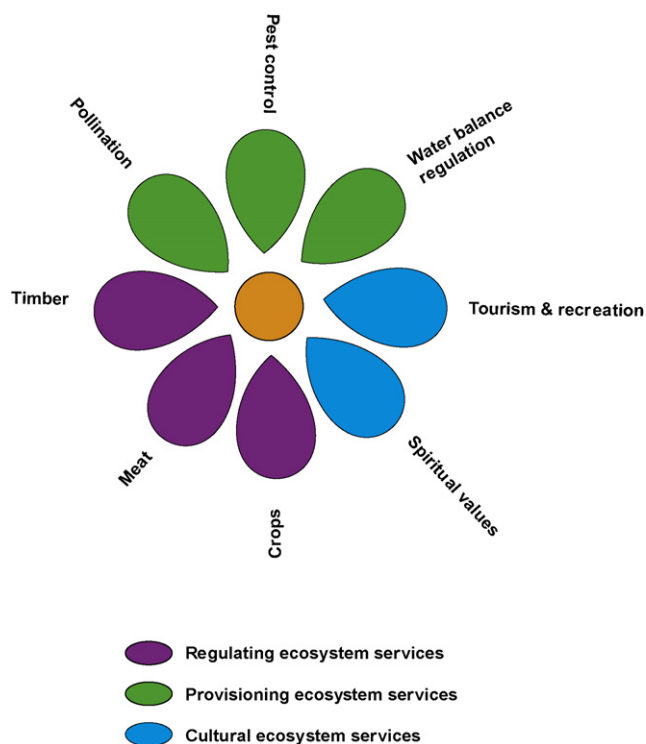 Pest control
Pollination
Water balance
regulation
Timber
Tourism & recreation
Meat
Spiritual values
Crops
Regulating ecosystem services
Provisioning ecosystem services
Cultural ecosystem services